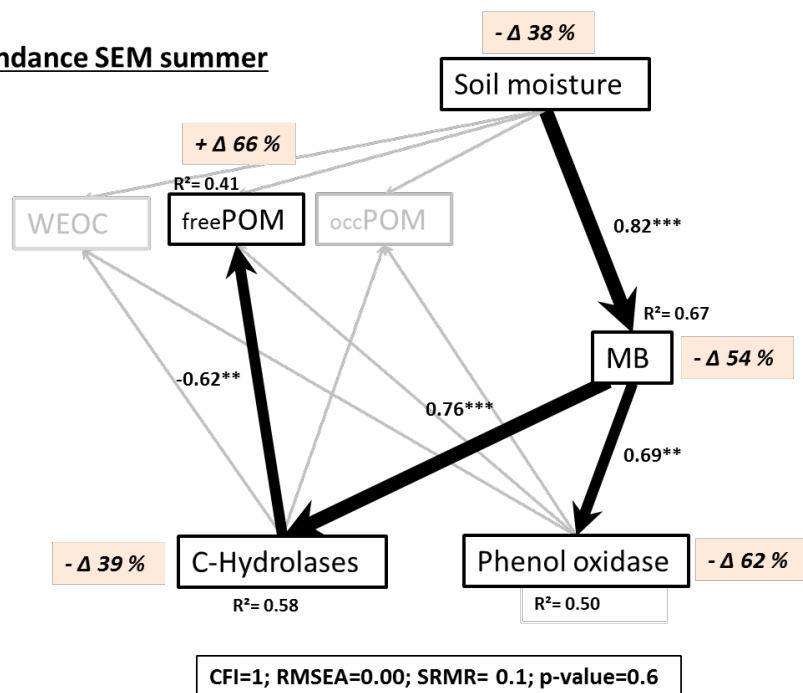 - Δ 38 %
ndance SEM summer
Soil moisture
+ Δ 66 %
R²= 0.41
WEOC
freePOM
occPOM
0.82***
R²= 0.67
MB
- Δ 54 %
-0.62**
0.76***
0.69**
- Δ 39 %
C-Hydrolases
Phenol oxidase
- Δ 62 %
R²= 0.58
R²= 0.50
CFI=1; RMSEA=0.00; SRMR= 0.1; p-value=0.6